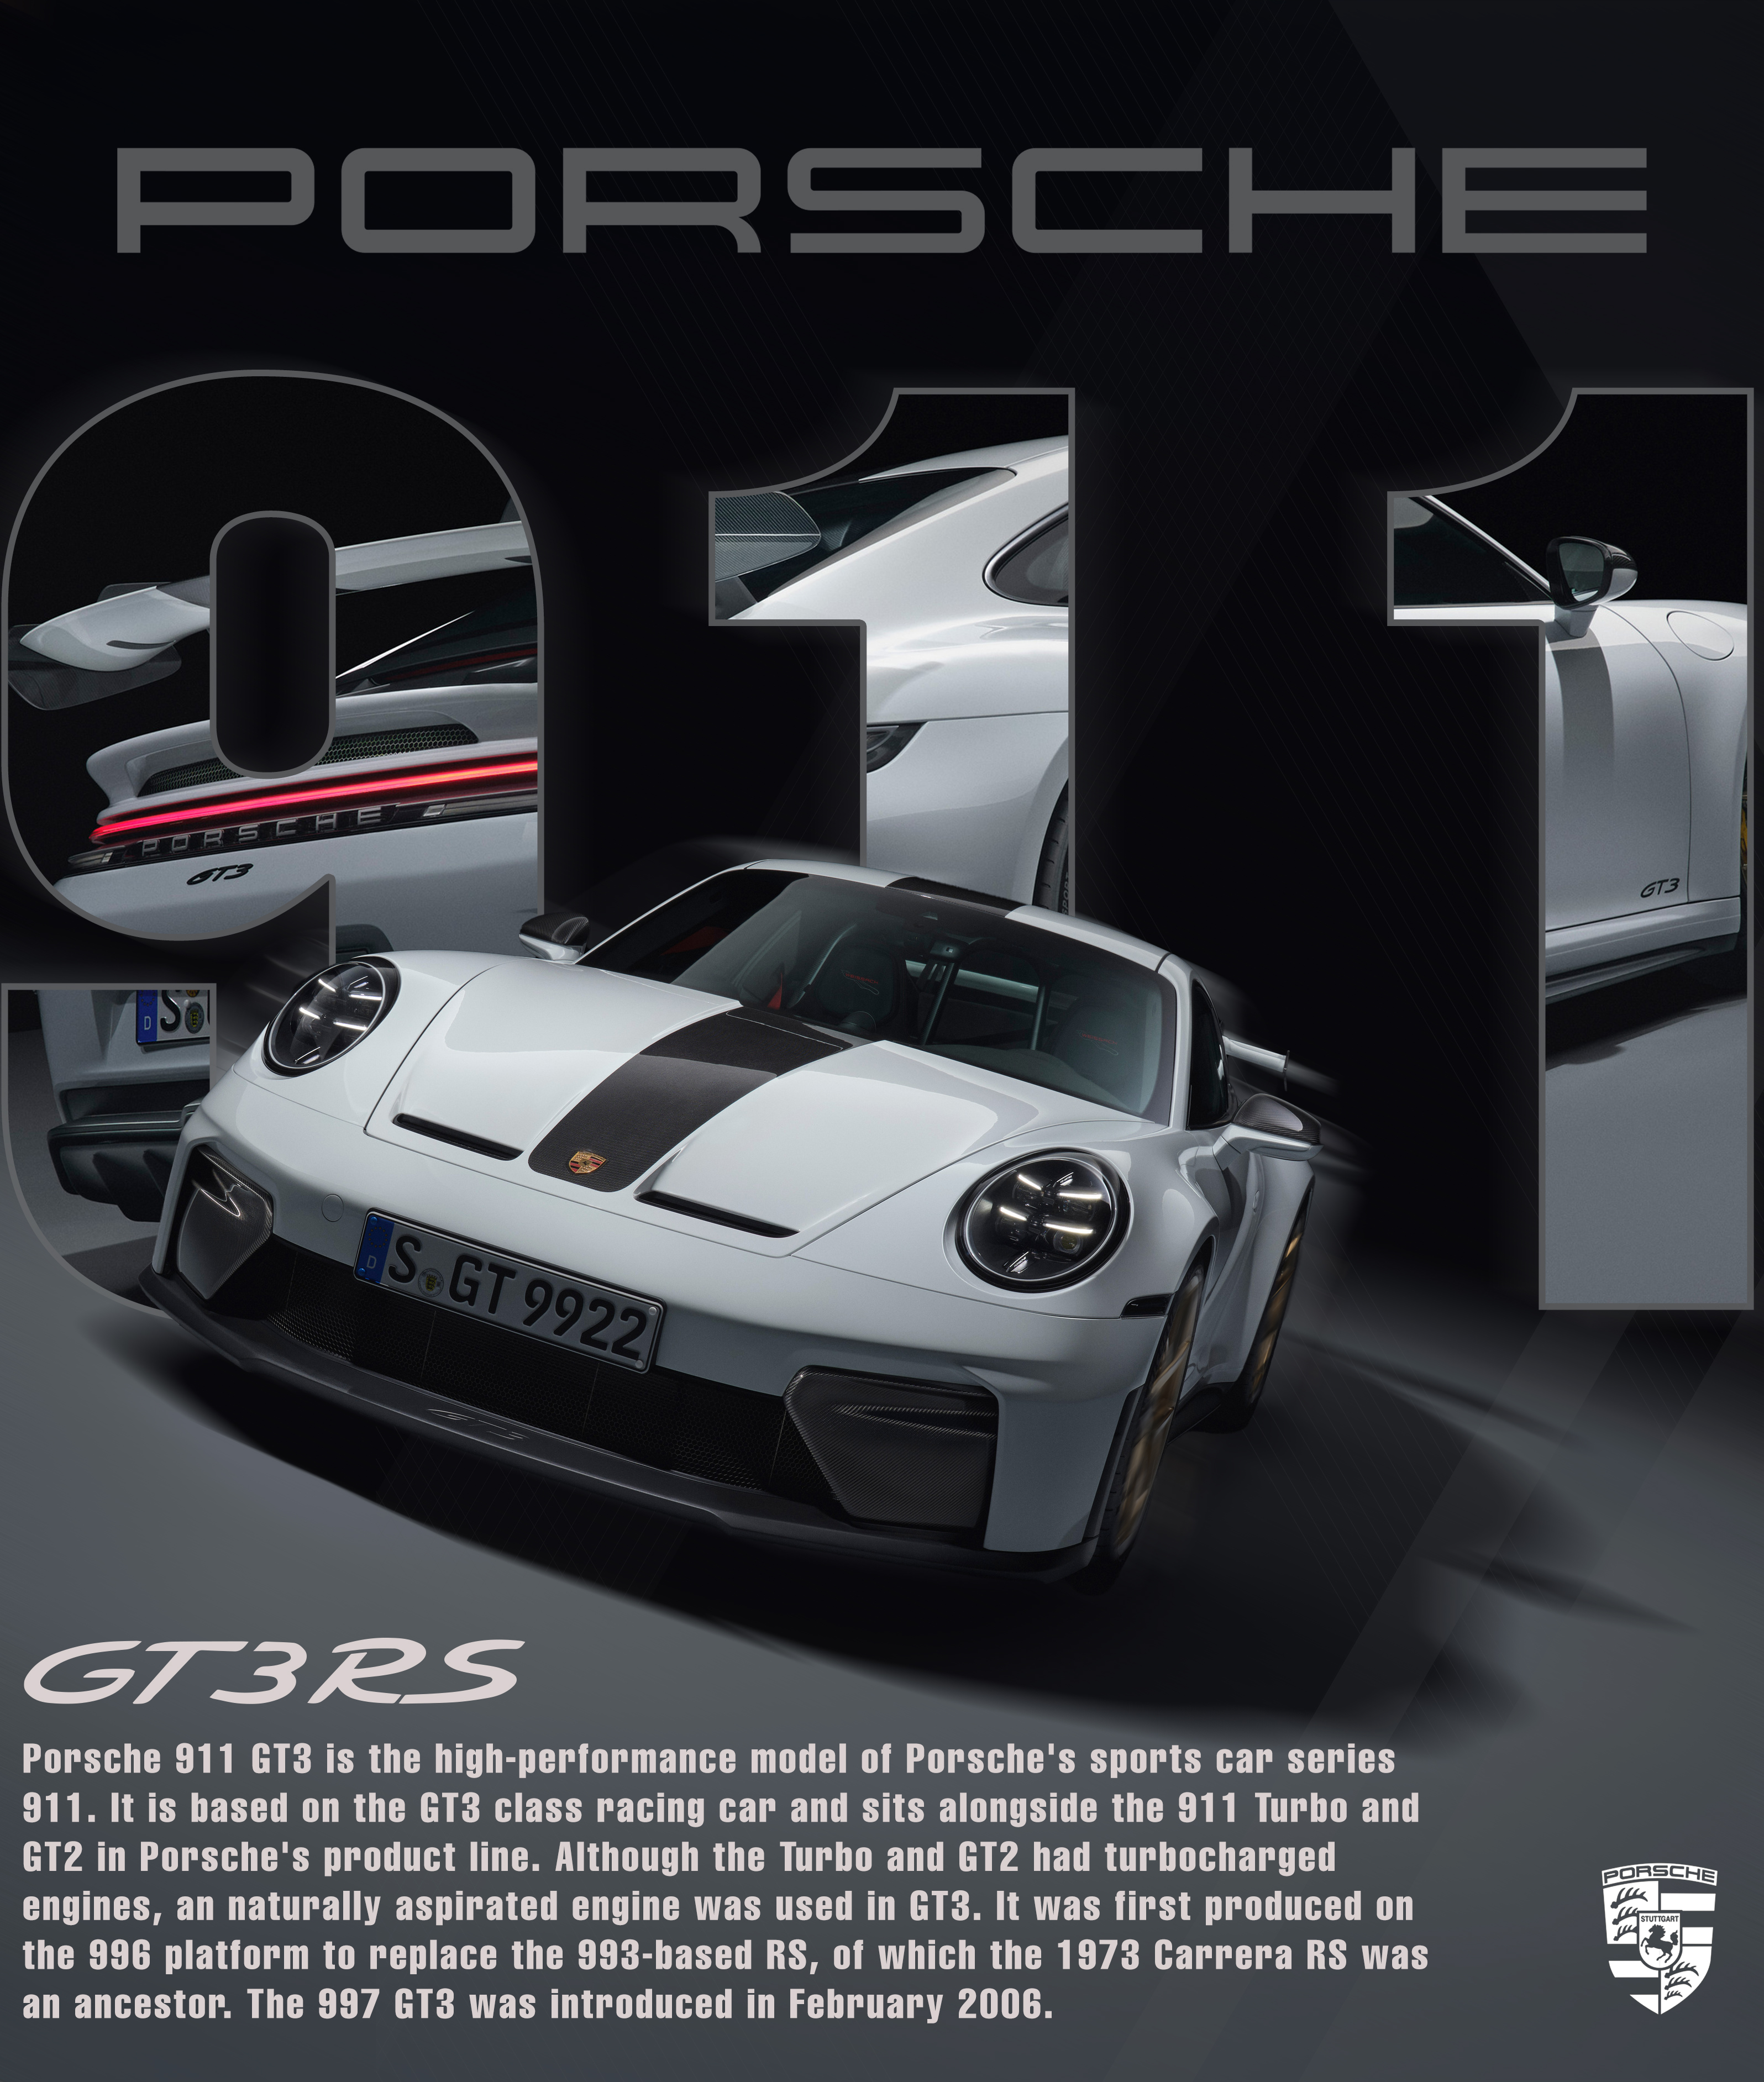 PORSCHE
911
PORSCHE
GT3
GT3
D S
D S GT 9922
GT3
GT3RS
Porsche 911 GT3 is the high-performance model of Porsche's sports car series
911. It is based on the GT3 class racing car and sits alongside the 911 Turbo and
GT2 in Porsche's product line. Although the Turbo and GT2 had turbocharged
engines, an naturally aspirated engine was used in GT3. It was first produced on
the 996 platform to replace the 993-based RS, of which the 1973 Carrera RS was
an ancestor. The 997 GT3 was introduced in February 2006.
PORSCHE
STUTTGART